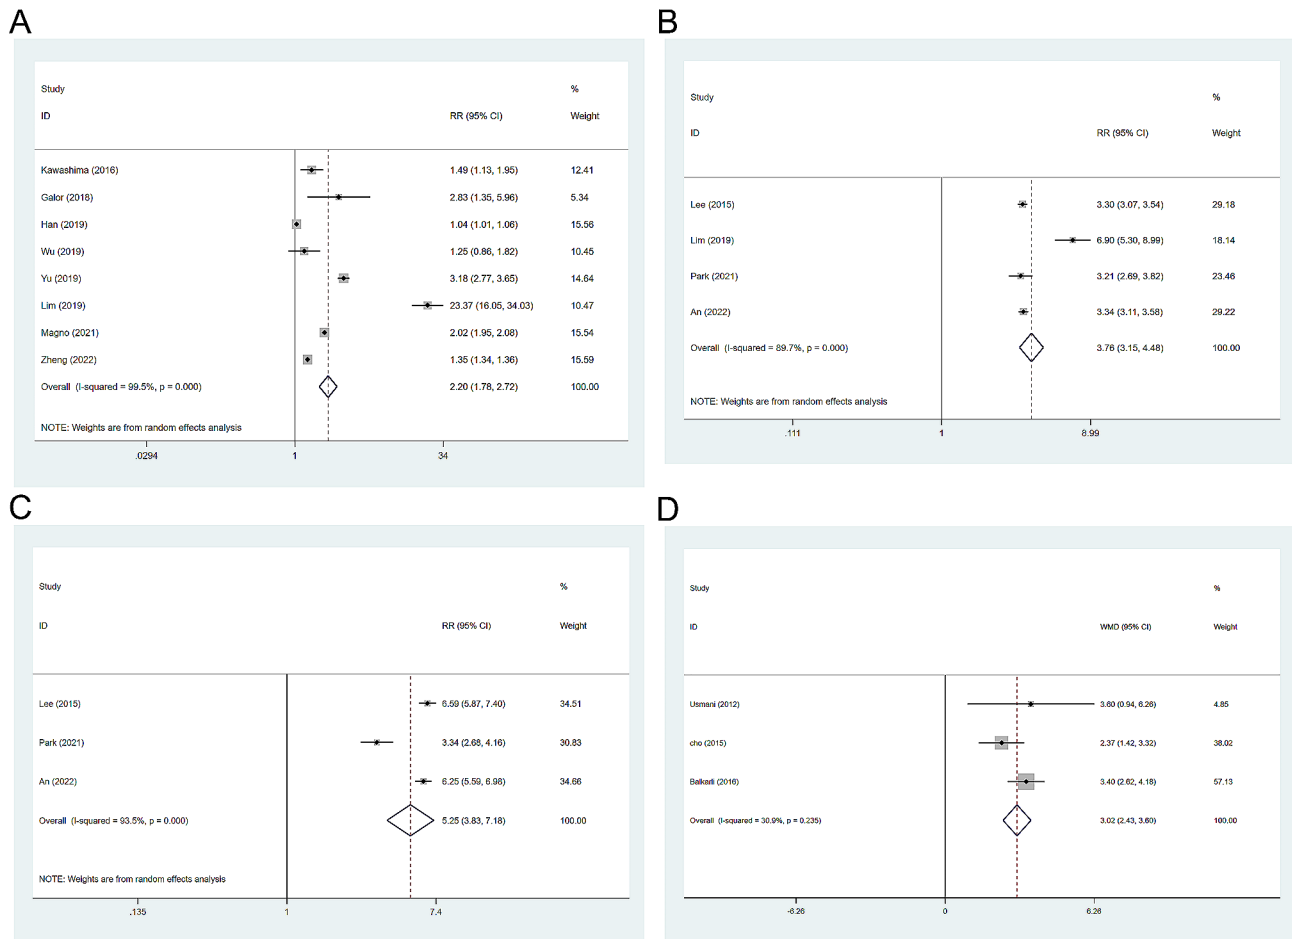 A
Study %
ID RR (95% CI) Weight
Kawashima (2016) 1.49 (1.13, 1.95) 12.41
Galor (2018) 2.83 (1.35, 5.96) 5.34
Han (2019) 1.04 (1.01, 1.06) 15.56
Wu (2019) 1.25 (0.86, 1.82) 10.45
Yu (2019) 3.18 (2.77, 3.65) 14.64
Lim (2019) 23.37 (16.05, 34.03) 10.47
Magno (2021) 2.02 (1.95, 2.08) 15.54
Zheng (2022) 1.35 (1.34, 1.36) 15.59
Overall (I-squared = 99.5%, p = 0.000) 2.20 (1.78, 2.72) 100.00
NOTE: Weights are from random effects analysis
.0294 1 34
B
Study %
ID RR (95% CI) Weight
Lee (2015) 3.30 (3.07, 3.54) 29.18
Lim (2019) 6.90 (5.30, 8.99) 18.14
Park (2021) 3.21 (2.69, 3.82) 23.46
An (2022) 3.34 (3.11, 3.58) 29.22
Overall (I-squared = 89.7%, p = 0.000) 3.76 (3.15, 4.48) 100.00
NOTE: Weights are from random effects analysis
.111 1 8.99
C
Study %
ID RR (95% CI) Weight
Lee (2015) 6.59 (5.87, 7.40) 34.51
Park (2021) 3.34 (2.68, 4.16) 30.83
An (2022) 6.25 (5.59, 6.98) 34.66
Overall (I-squared = 93.5%, p = 0.000) 5.25 (3.83, 7.18) 100.00
NOTE: Weights are from random effects analysis
.135 1 7.4
D
Study %
ID WMD (95% CI) Weight
Usmani (2012) 3.60 (0.94, 6.26) 4.85
cho (2015) 2.37 (1.42, 3.32) 38.02
Balkarli (2016) 3.40 (2.62, 4.18) 57.13
Overall (I-squared = 30.9%, p = 0.235) 3.02 (2.43, 3.60) 100.00
-6.26 0 6.26